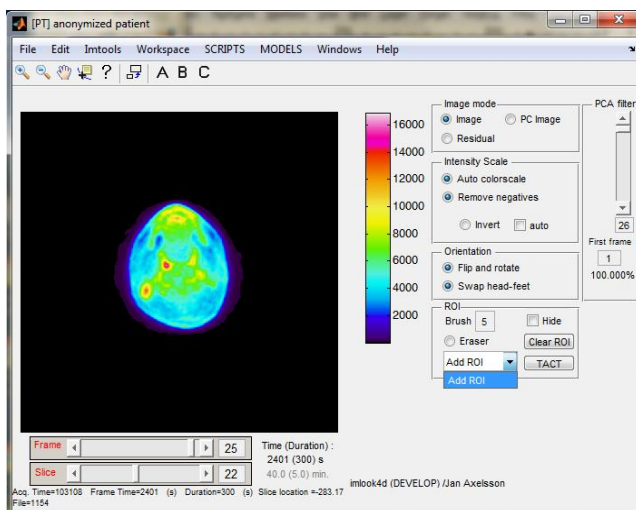 [PT] anonymized patient
File Edit Imtools Workspace SCRIPTS MODELS Windows Help
? A B C
Image mode
Image PC Image
Residual
PCA filter
26
First frame
1
100.000%
16000
14000
12000
10000
8000
6000
4000
2000
Intensity Scale
Auto colorscale
Remove negatives
Invert auto
Orientation
Flip and rotate
Swap head-feet
ROI
Brush 5 Hide
Eraser Clear ROI
Add ROI TACT
Add ROI
Frame 25
Slice 22
Time (Duration) :
2401 (300) s
40.0 (5.0) min.
imlook4d (DEVELOP) /Jan Axelsson
Acq. Time=103108 Frame Time=2401 (s) Duration=300 (s) Slice location =-283.17
File=1154